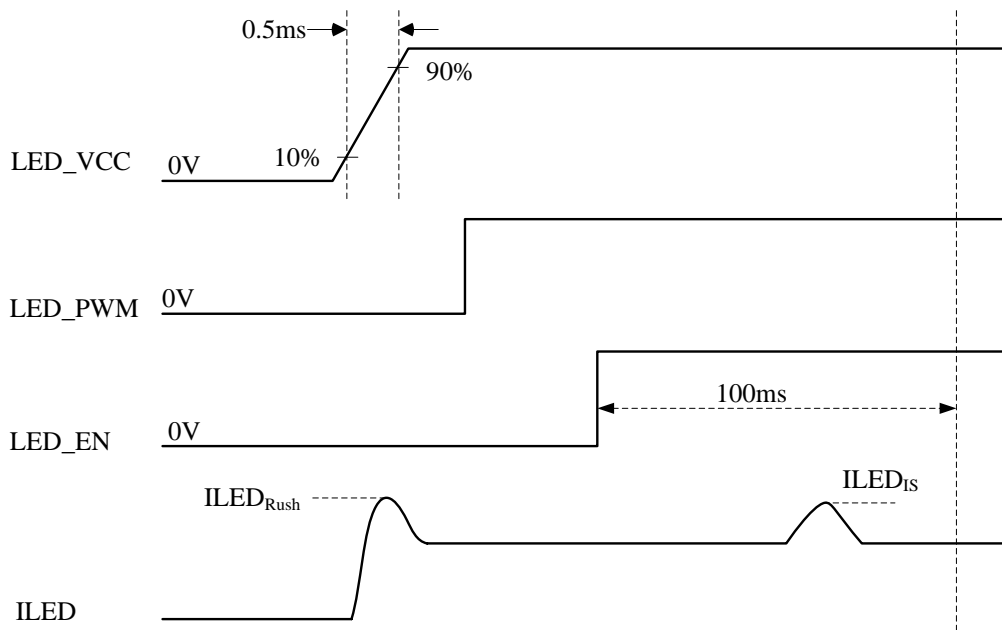 0.5ms
90%
10%
LED_VCC
0V
LED_PWM
0V
100ms
LED_EN
0V
ILEDRush
ILEDIS
ILED